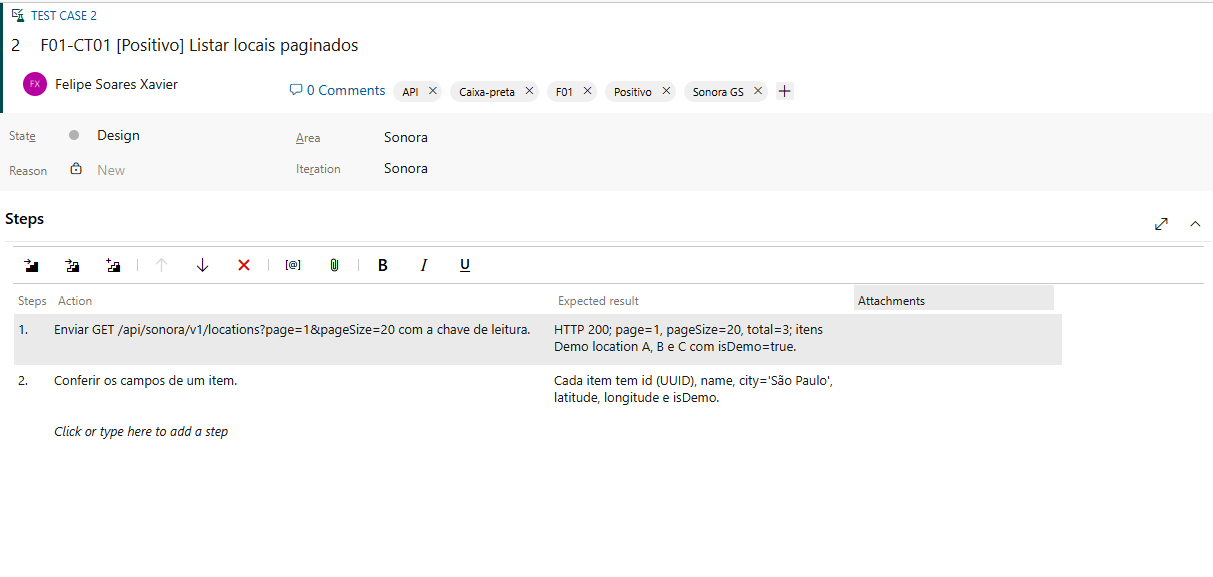 TEST CASE 2
2 F01-CT01 [Positivo] Listar locais paginados
FX Felipe Soares Xavier
0 Comments
API
Caixa-preta
F01
Positivo
Sonora GS
State Design
Area Sonora
Reason New
Iteration Sonora
Steps
B I U
Steps Action Expected result Attachments
1. Enviar GET /api/sonora/v1/locations?page=1&pageSize=20 com a chave de leitura. HTTP 200; page=1, pageSize=20, total=3; itens
Demo location A, B e C com isDemo=true.
2. Conferir os campos de um item. Cada item tem id (UUID), name, city='São Paulo',
latitude, longitude e isDemo.
Click or type here to add a step